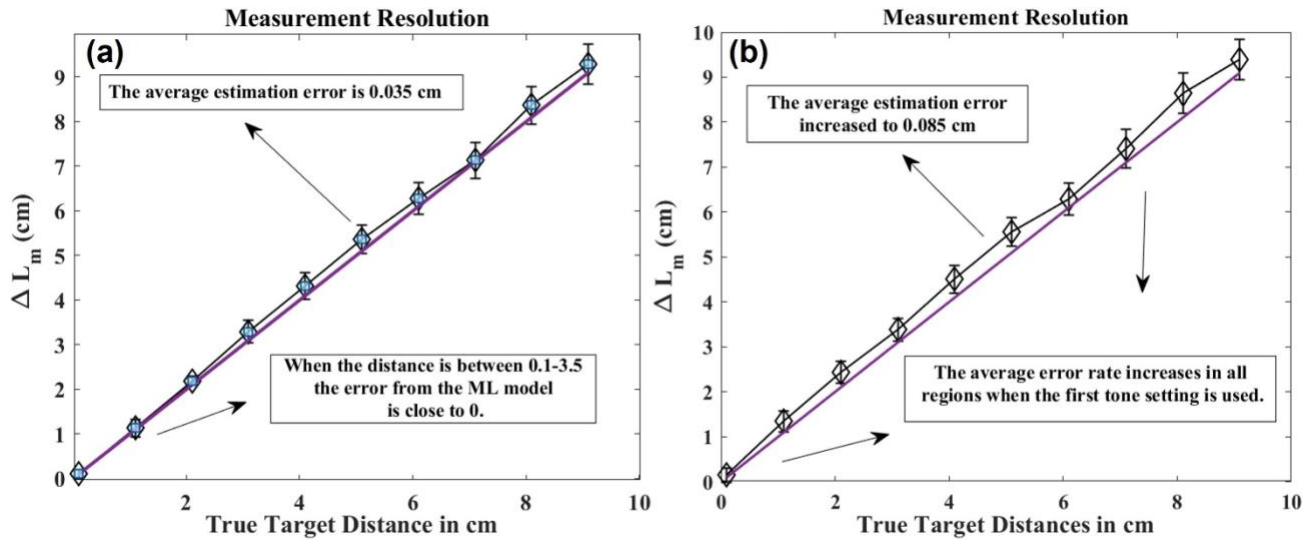 Measurement Resolution
(a)
9
8
7
6
5
4
3
2
1
0
Δ L_m (cm)
The average estimation error is 0.035 cm
When the distance is between 0.1-3.5
the error from the ML model
is close to 0.
2
4
6
8
10
True Target Distance in cm
Measurement Resolution
(b)
10
9
8
7
6
5
4
3
2
1
0
Δ L_m (cm)
The average estimation error
increased to 0.085 cm
The average error rate increases in all
regions when the first tone setting is used.
0
2
4
6
8
10
True Target Distances in cm